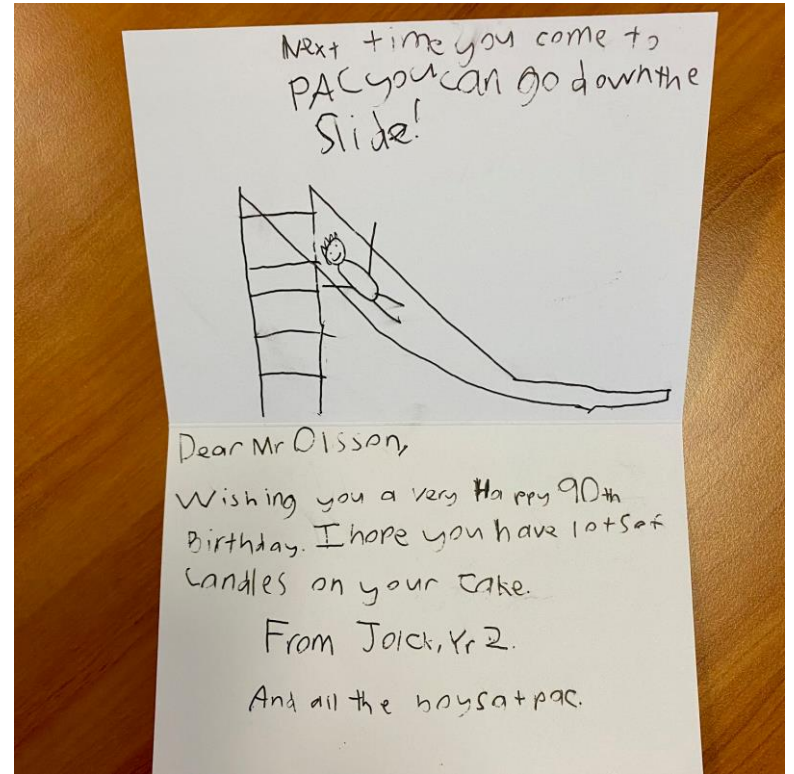 Next time you come to
PAC you can go down the
Slide!
Dear Mr Olsson,
Wishing you a very Happy 90th
Birthday. I hope you have lots of
Candles on your cake.
From Jolck, Yr 2.
And all the boys at pac.